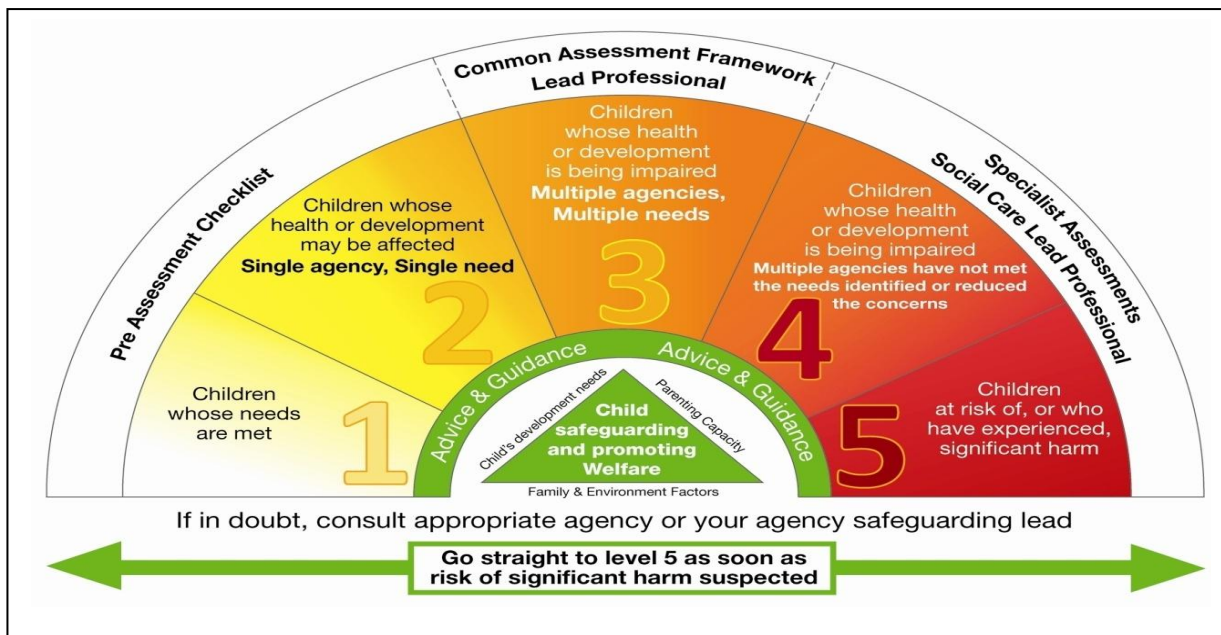 Pre Assessment Checklist
Common Assessment Framework
Lead Professional
Specialist Assessments
Social Care Lead Professional
Children
whose needs
are met
1
Children whose
health or development
may be affected
Single agency, Single need
2
Children
whose health
or development
is being impaired
Multiple agencies,
Multiple needs
3
Children
whose health
or development
is being impaired
Multiple agencies have not met
the needs identified or reduced
the concerns
4
Children
at risk of, or who
have experienced,
significant harm
5
Advice & Guidance
Advice & Guidance
Child's development needs
Parenting Capacity
Child
safeguarding
and promoting
Welfare
Family & Environment Factors
If in doubt, consult appropriate agency or your agency safeguarding lead
Go straight to level 5 as soon as
risk of significant harm suspected